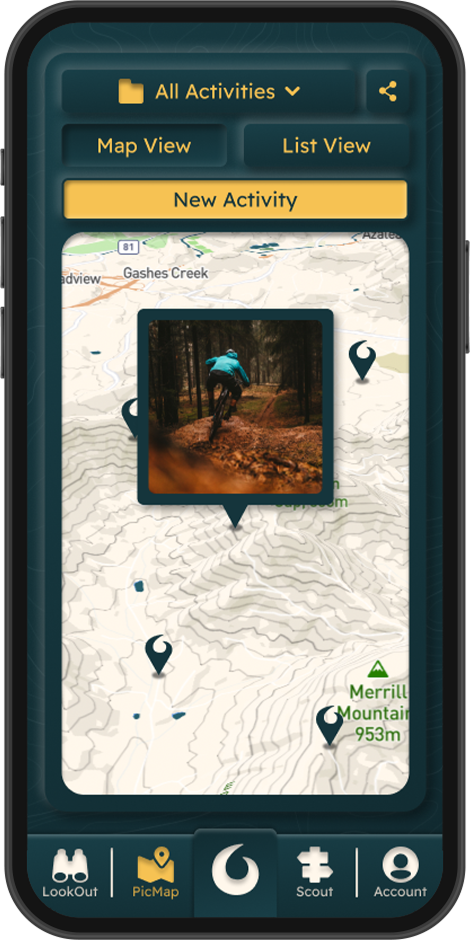 All Activities
Map View
List View
New Activity
81
Gashes Creek
adview
Merrill
Mountain
953m
LookOut
PicMap
Scout
Account